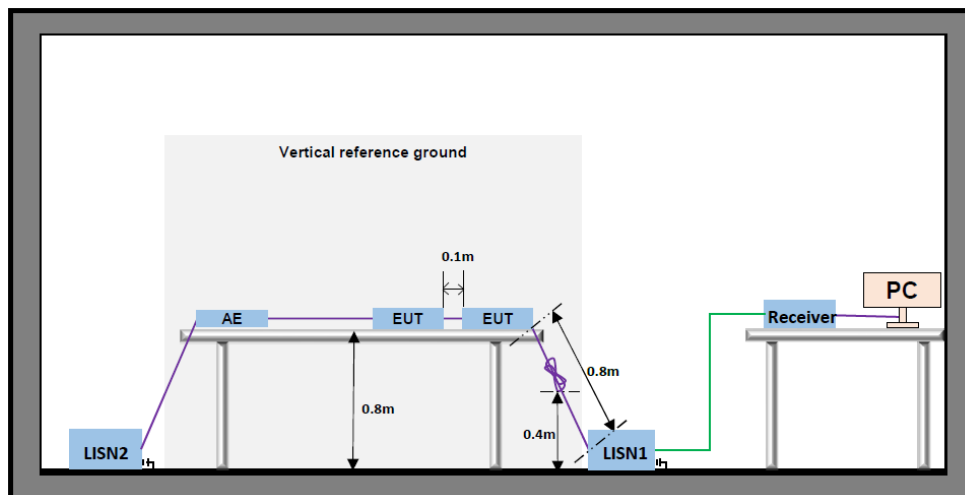 Vertical reference ground
0.1m
PC
AE
EUT
EUT
Receiver
0.8m
0.8m
0.4m
LISN2
LISN1